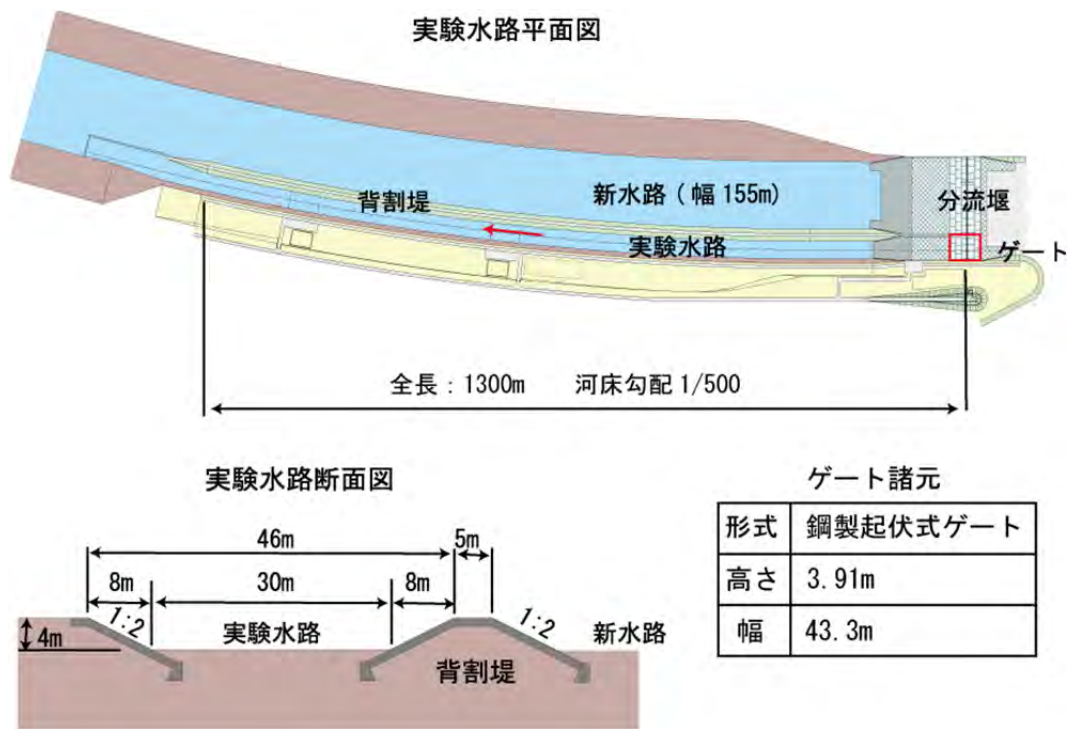 実験水路平面図
背割堤
新水路(幅155m)
分流堰
実験水路
ゲート
全長:1300m 河床勾配1/500
実験水路断面図
46m
5m
8m
30m
8m
1:2
1:2
4m
実験水路
新水路
背割堤
ゲート諸元
形式 鋼製起伏式ゲート
高さ 3.91m
幅 43.3m